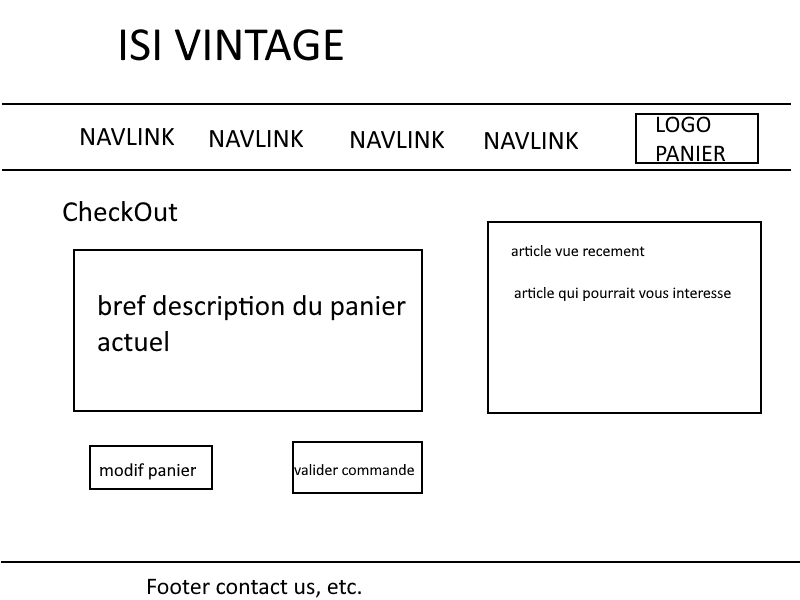 ISI VINTAGE
NAVLINK NAVLINK NAVLINK NAVLINK
LOGO
PANIER
CheckOut
bref description du panier
actuel
article vue recement
article qui pourrait vous interesse
modif panier
valider commande
Footer contact us, etc.